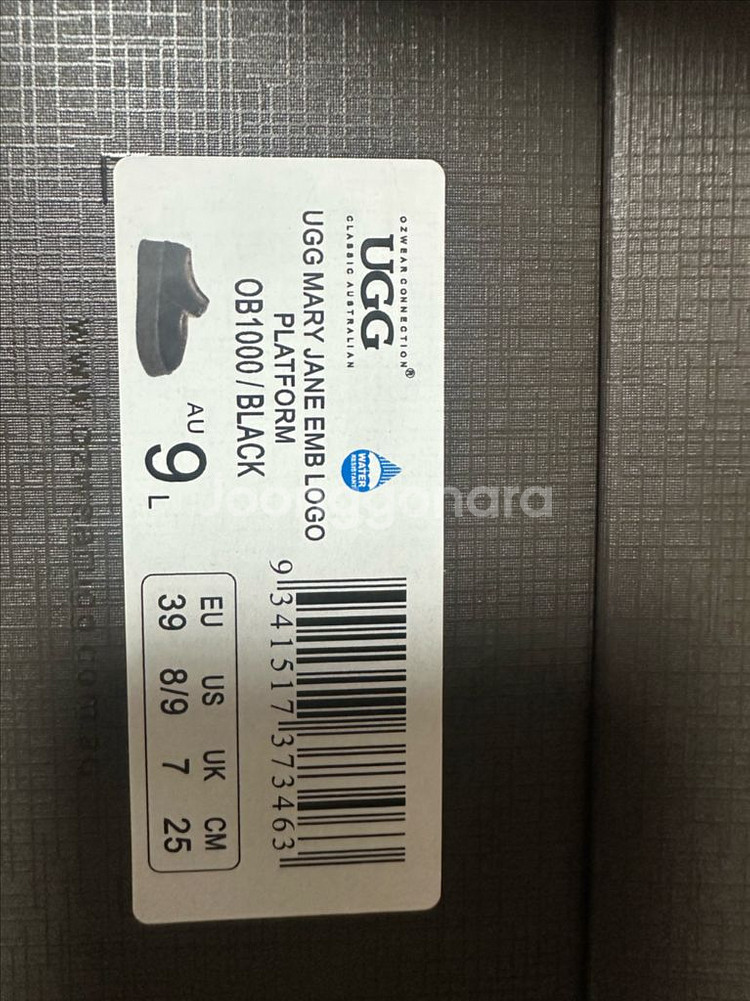 OZWEAR CONNECTION®
UGG
CLASSIC AUSTRALIAN
WATER
RESISTANT
UGG MARY JANE EMB LOGO
PLATFORM
OB1000 / BLACK
AU 9 L
9 341517 373463
EU US UK CM
39 8/9 7 25
Joonggonara